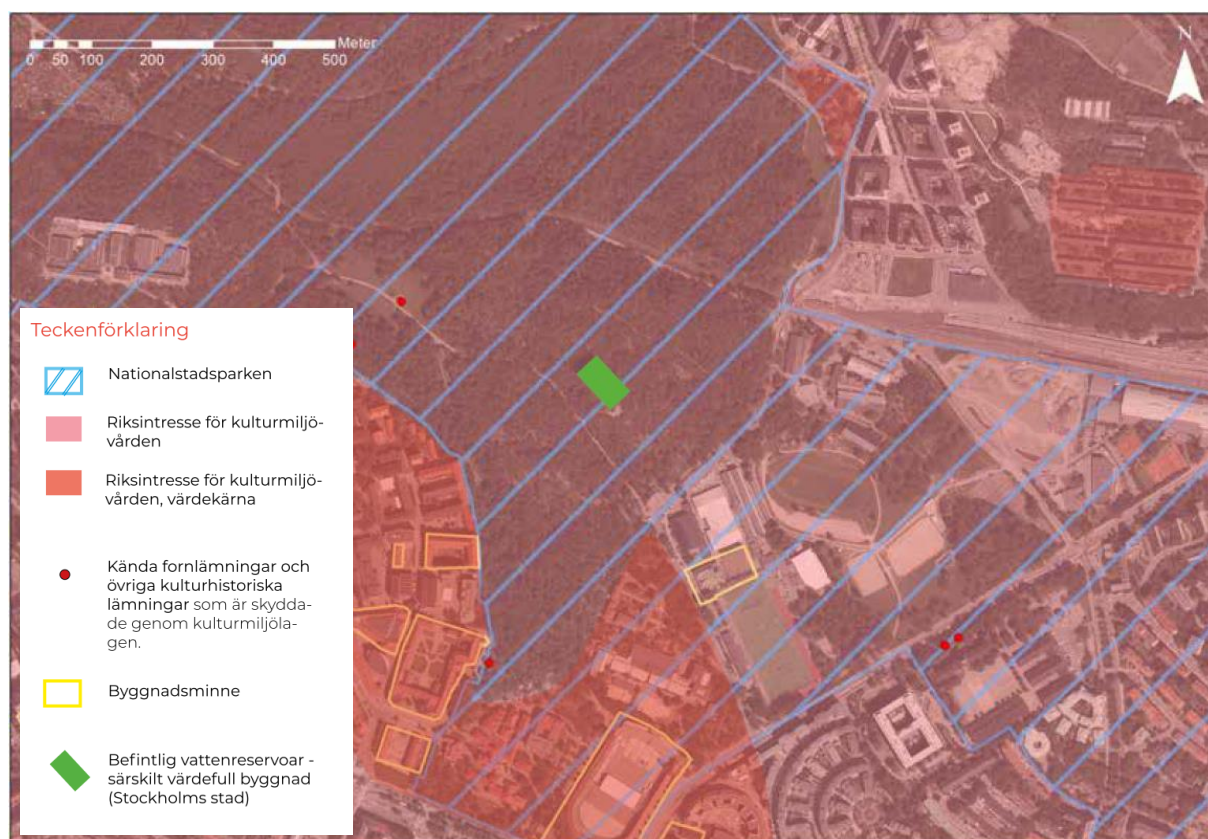 Meter
0 50 100 200 300 400 500
N
Teckenförklaring
Nationalstadsparken
Riksintresse för kulturmiljö-
vården
Riksintresse för kulturmiljö-
vården, värdekärna
Kända fornlämningar och
övriga kulturhistoriska
lämningar som är skydda-
de genom kulturmiljöla-
gen.
Byggnadsminne
Befintlig vattenreservoar -
särskilt värdefull byggnad
(Stockholms stad)